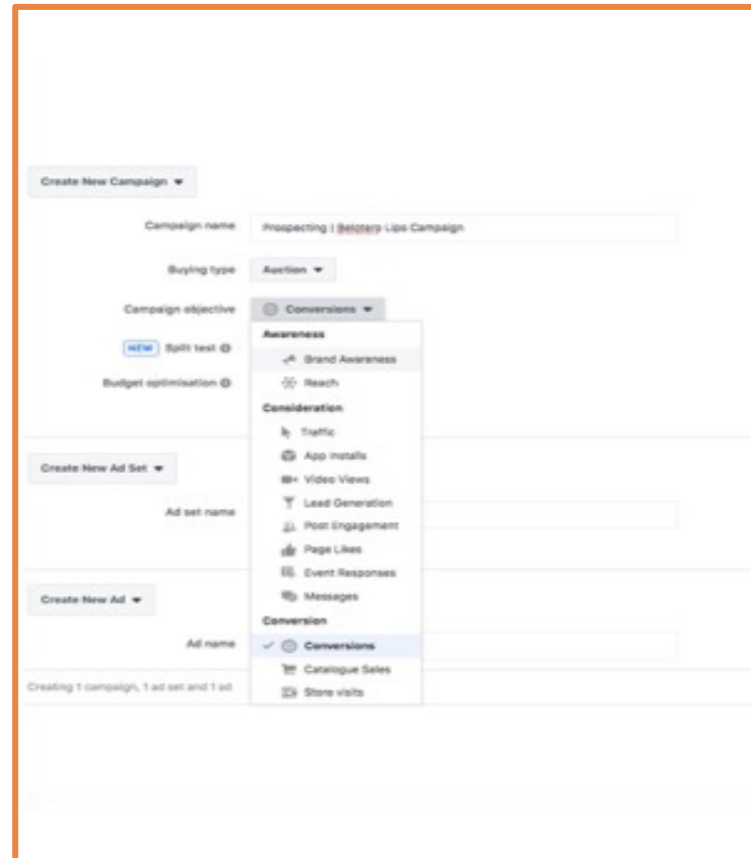 Create New Campaign
Campaign name Prospecting | Belotero Lips Campaign
Buying type Auction
Campaign objective Conversions
Awareness
NEW Split test
Brand Awareness
Budget optimisation
Reach
Consideration
Traffic
App Installs
Create New Ad Set
Video Views
Lead Generation
Ad set name
Post Engagement
Page Likes
Event Responses
Create New Ad
Messages
Conversion
Ad name
Conversions
Catalogue Sales
Creating 1 campaign, 1 ad set and 1 ad
Store visits